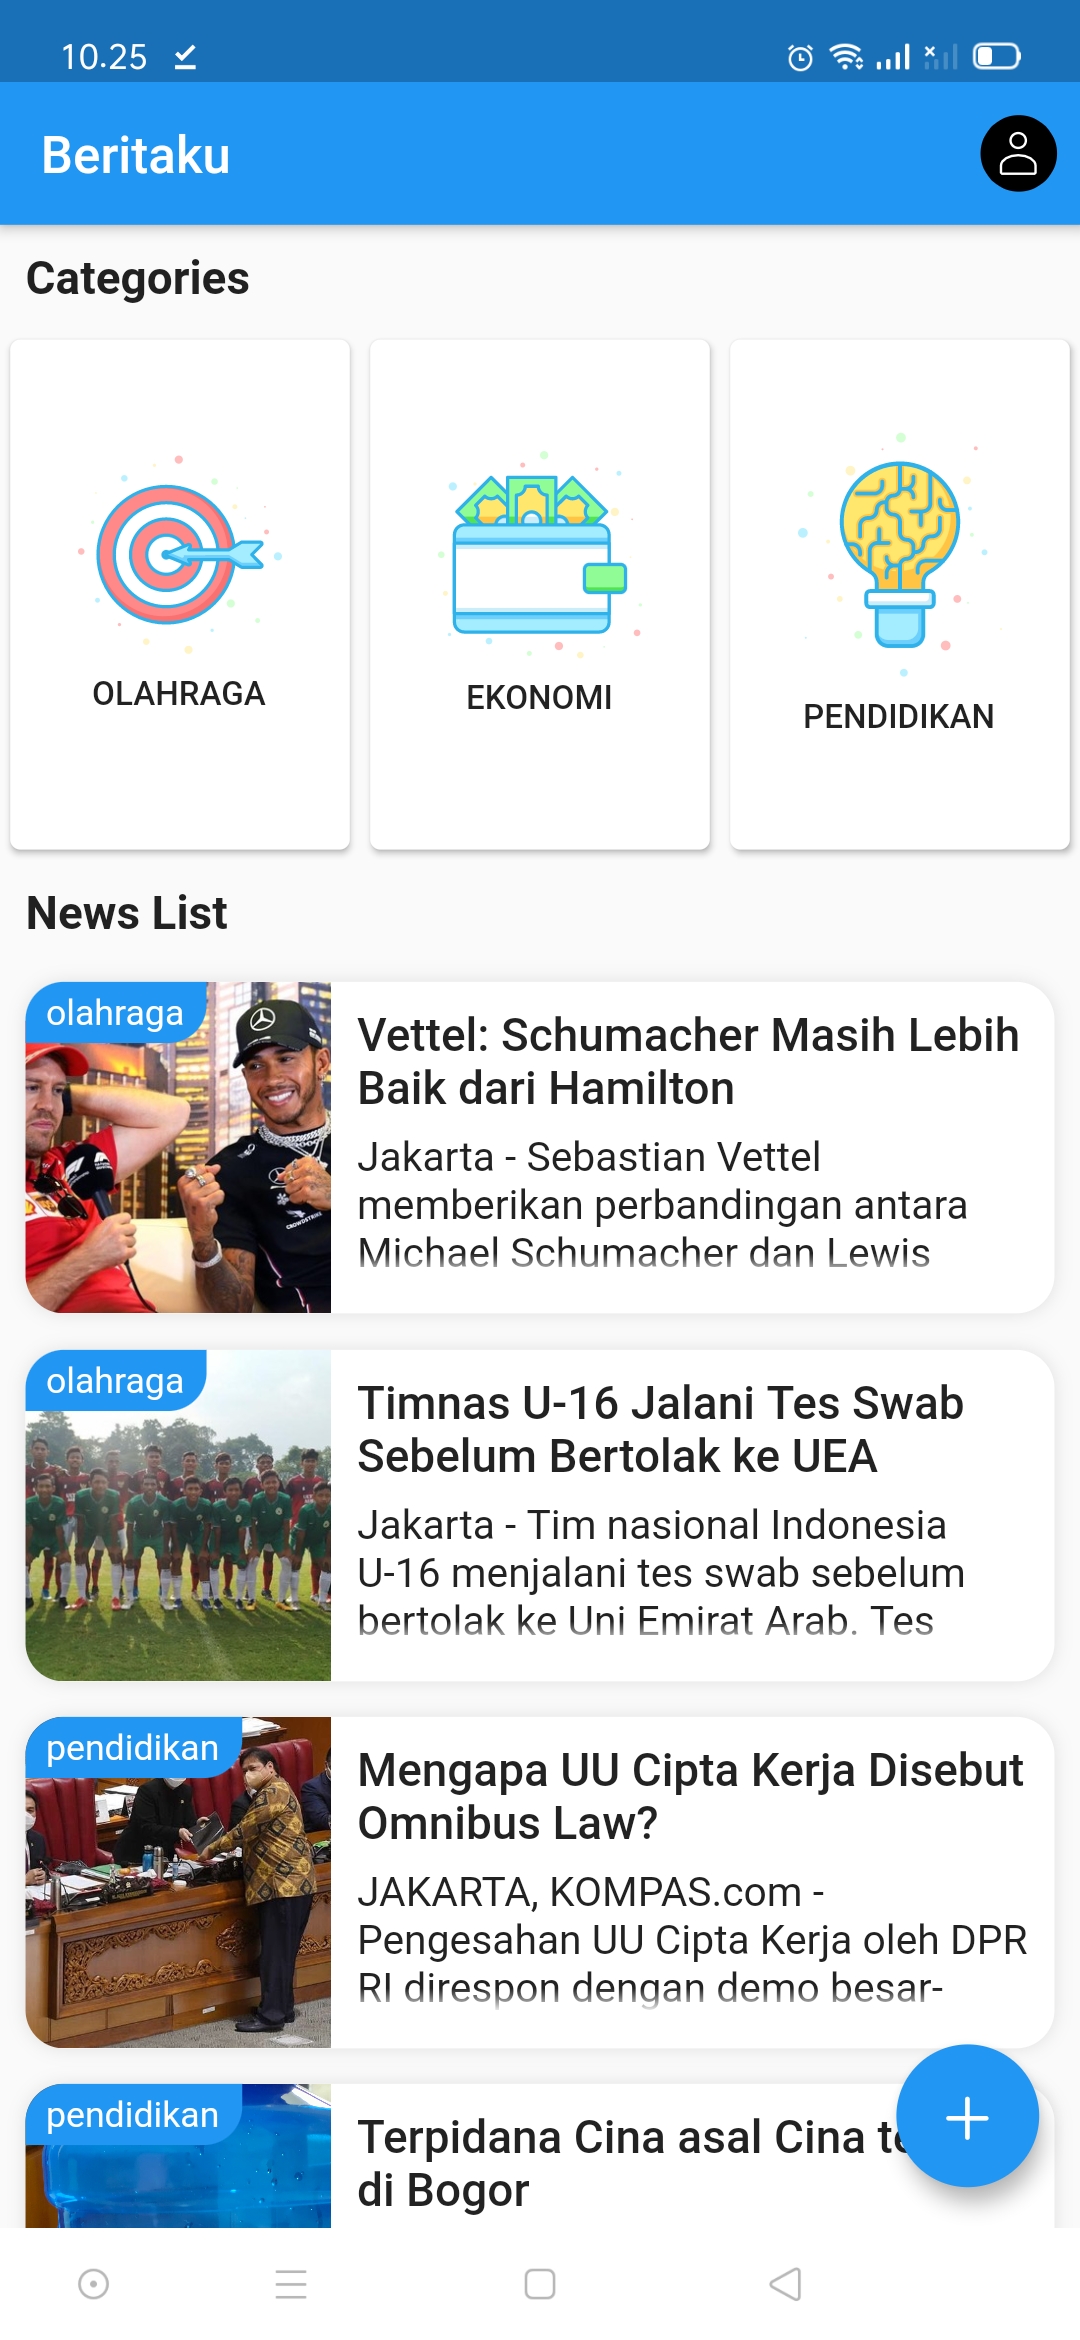 10.25
Beritaku
Categories
OLAHRAGA
EKONOMI
PENDIDIKAN
News List
olahraga
Vettel: Schumacher Masih Lebih
Baik dari Hamilton
Jakarta - Sebastian Vettel
memberikan perbandingan antara
Michael Schumacher dan Lewis
olahraga
Timnas U-16 Jalani Tes Swab
Sebelum Bertolak ke UEA
Jakarta - Tim nasional Indonesia
U-16 menjalani tes swab sebelum
bertolak ke Uni Emirat Arab. Tes
pendidikan
Mengapa UU Cipta Kerja Disebut
Omnibus Law?
JAKARTA, KOMPAS.com -
Pengesahan UU Cipta Kerja oleh DPR
RI direspon dengan demo besar-
pendidikan
Terpidana Cina asal Cina
di Bogor